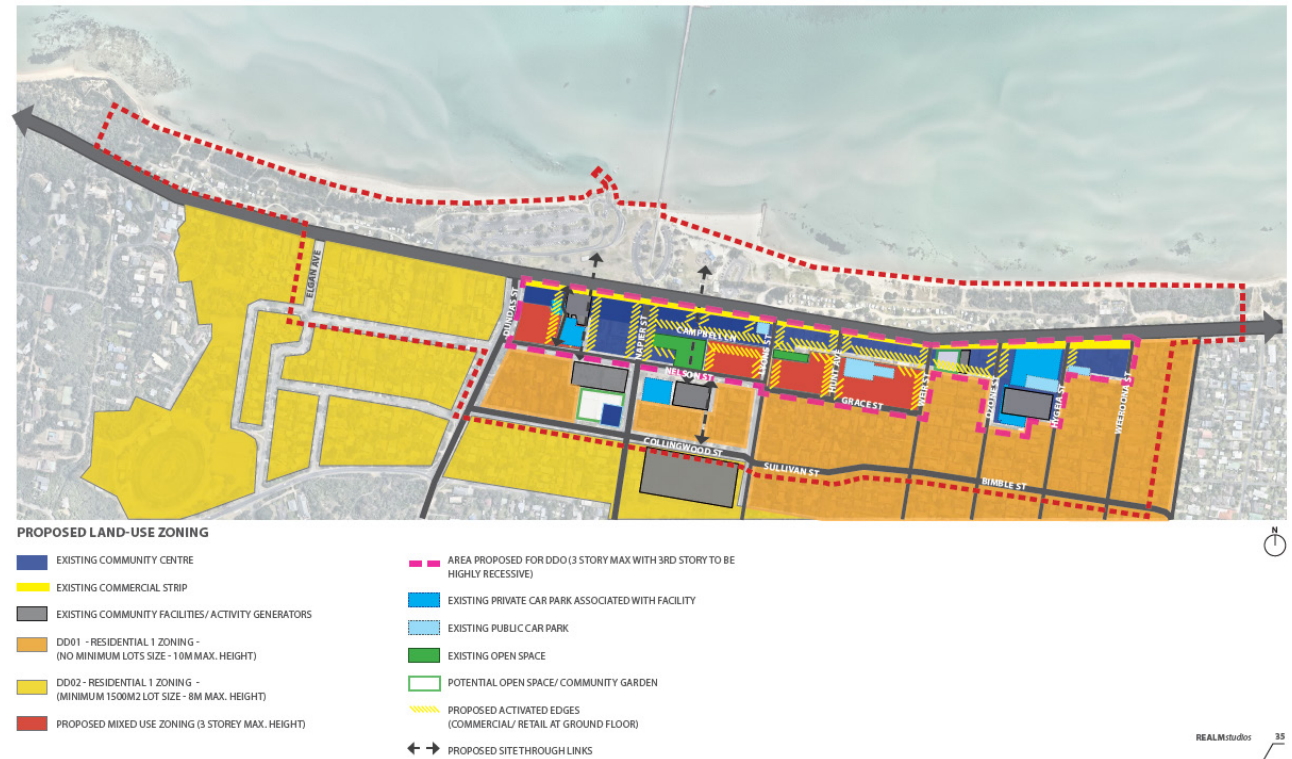 ELGAN AVE
DUNDAS ST
NAPIER ST
CAMPBELL LN
LYONS ST
HUNT AVE
WEIR ST
OZONE ST
HYGEIA ST
WEEROONA ST
NELSON ST
GRACE ST
COLLINGWOOD ST
SULLIVAN ST
BIMBLE ST
PROPOSED LAND-USE ZONING
EXISTING COMMUNITY CENTRE
EXISTING COMMERCIAL STRIP
EXISTING COMMUNITY FACILITIES/ ACTIVITY GENERATORS
DD01 - RESIDENTIAL 1 ZONING -
(NO MINIMUM LOTS SIZE - 10M MAX. HEIGHT)
DD02 - RESIDENTIAL 1 ZONING -
(MINIMUM 1500M2 LOT SIZE - 8M MAX. HEIGHT)
PROPOSED MIXED USE ZONING (3 STOREY MAX. HEIGHT)
AREA PROPOSED FOR DDO (3 STORY MAX WITH 3RD STORY TO BE
HIGHLY RECESSIVE)
EXISTING PRIVATE CAR PARK ASSOCIATED WITH FACILITY
EXISTING PUBLIC CAR PARK
EXISTING OPEN SPACE
POTENTIAL OPEN SPACE/ COMMUNITY GARDEN
PROPOSED ACTIVATED EDGES
(COMMERCIAL/ RETAIL AT GROUND FLOOR)
PROPOSED SITE THROUGH LINKS
N
REALMstudios 35